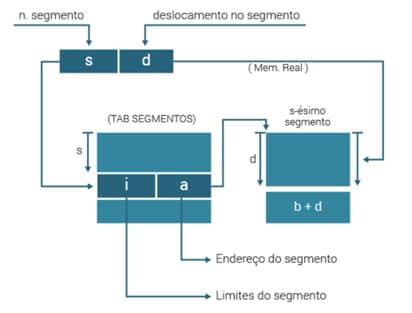 n. segmento
deslocamento no segmento
s
d
( Mem. Real )
(TAB SEGMENTOS)
s-ésimo
segmento
s
d
i
a
b + d
Endereço do segmento
Limites do segmento